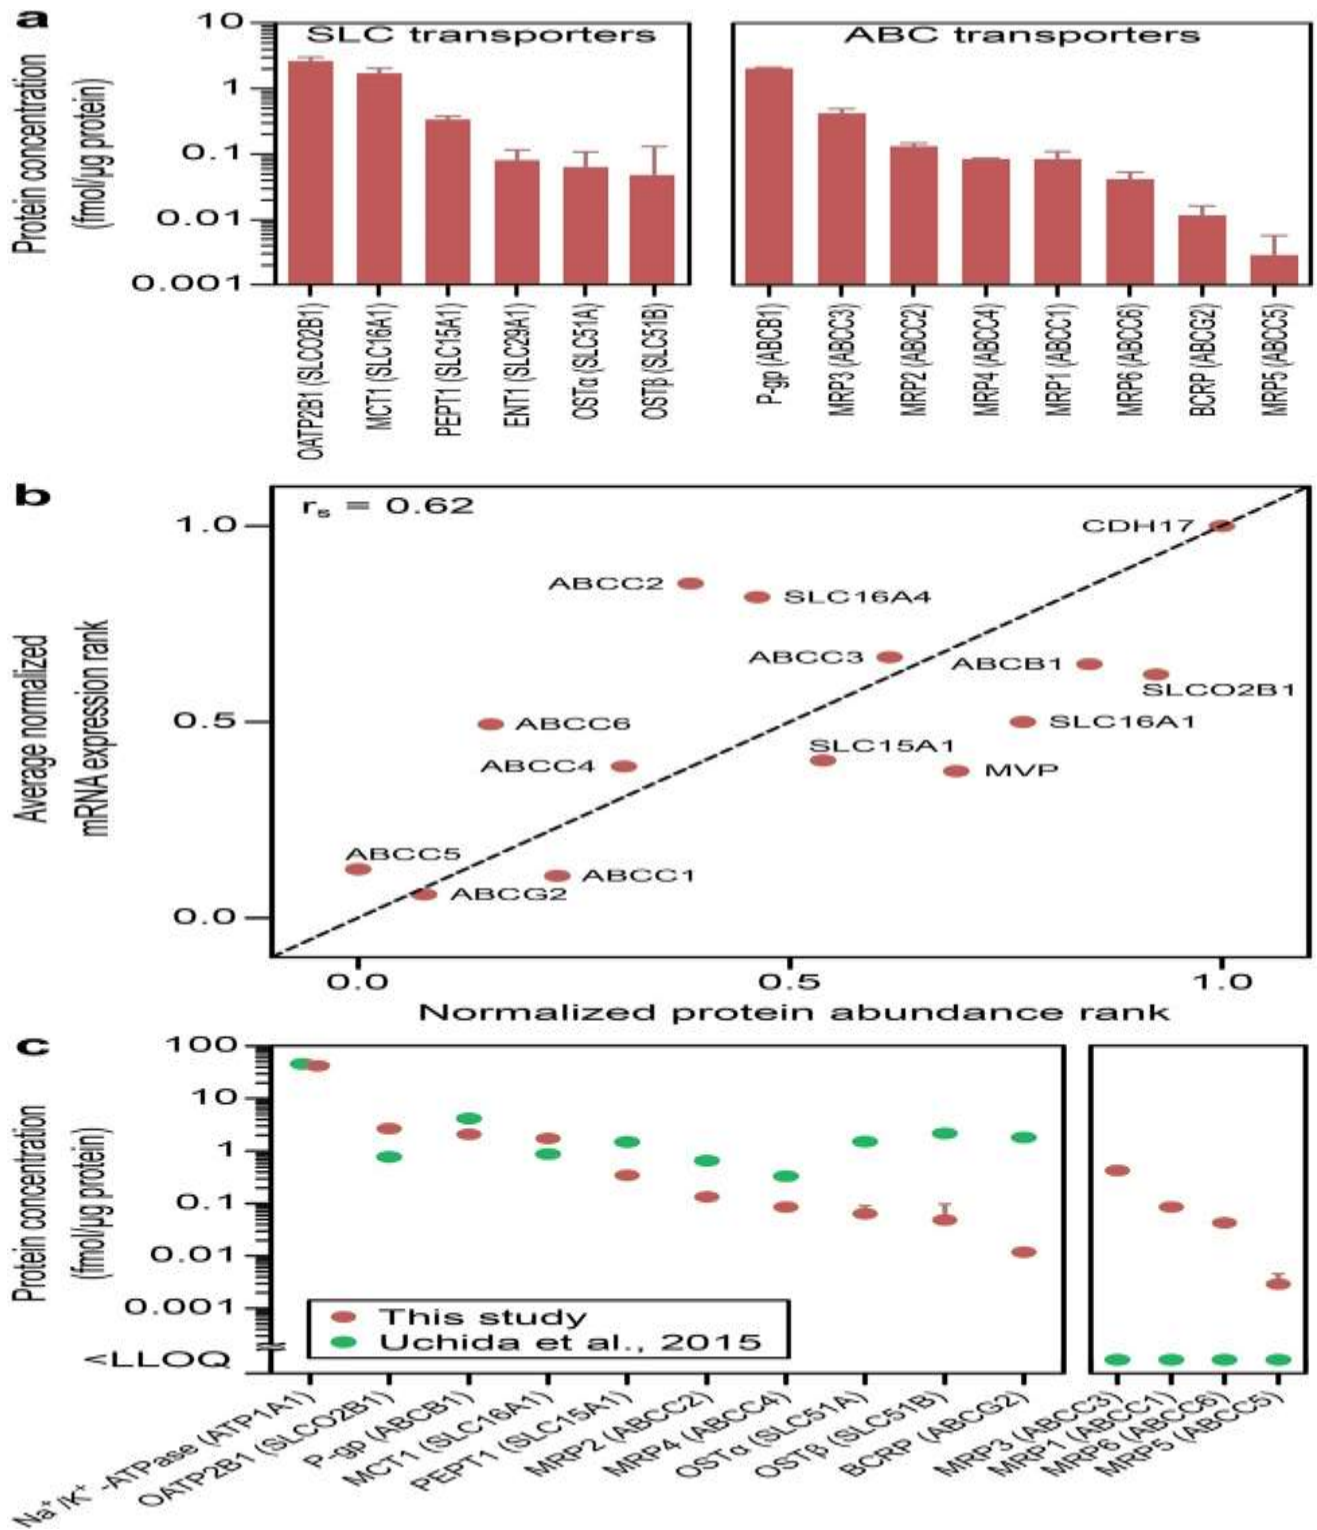 a
SLC transporters
ABC transporters
Protein concentration
(fmol/µg protein)
10
1
0.1
0.01
0.001
OATP2B1 (SLCO2B1)
MCT1 (SLC16A1)
PEPT1 (SLC15A1)
ENT1 (SLC29A1)
OSTα (SLC51A)
OSTβ (SLC51B)
P-gp (ABCB1)
MRP3 (ABCC3)
MRP2 (ABCC2)
MRP4 (ABCC4)
MRP1 (ABCC1)
MRP6 (ABCC6)
BCRP (ABCG2)
MRP5 (ABCC5)
b
rₛ = 0.62
Average normalized
mRNA expression rank
1.0
0.5
0.0
CDH17
ABCC2
SLC16A4
ABCC3
ABCB1
SLCO2B1
ABCC6
SLC16A1
SLC15A1
ABCC4
MVP
ABCC5
ABCC1
ABCG2
0.0
0.5
1.0
Normalized protein abundance rank
c
Protein concentration
(fmol/µg protein)
100
10
1
0.1
0.01
0.001
<LLOQ
This study
Uchida et al., 2015
Na⁺/K⁺ -ATPase (ATP1A1)
OATP2B1 (SLCO2B1)
P-gp (ABCB1)
MCT1 (SLC16A1)
PEPT1 (SLC15A1)
MRP2 (ABCC2)
MRP4 (ABCC4)
OSTα (SLC51A)
OSTβ (SLC51B)
BCRP (ABCG2)
MRP3 (ABCC3)
MRP1 (ABCC1)
MRP6 (ABCC6)
MRP5 (ABCC5)